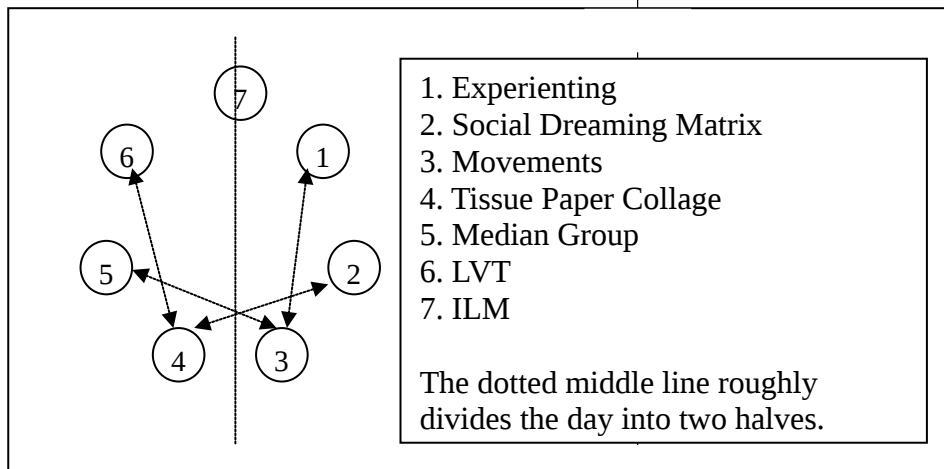 7
6
1
5
2
4
3
1. Experienting
2. Social Dreaming Matrix
3. Movements
4. Tissue Paper Collage
5. Median Group
6. LVT
7. ILM
The dotted middle line roughly
divides the day into two halves.